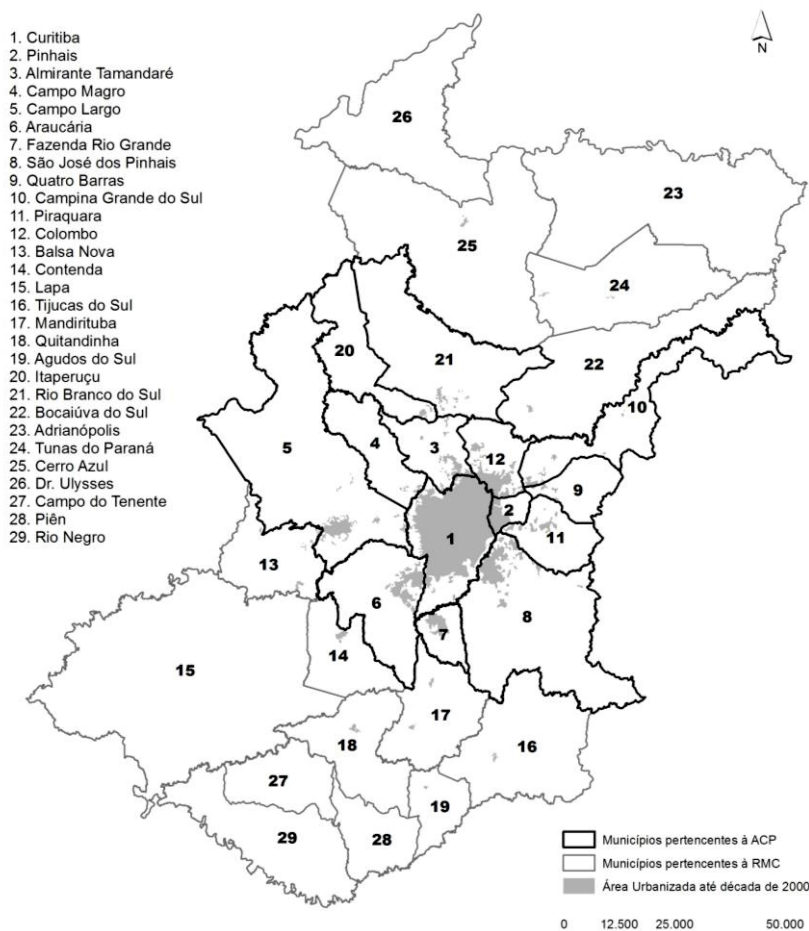 1. Curitiba
2. Pinhais
3. Almirante Tamandaré
4. Campo Magro
5. Campo Largo
6. Araucária
7. Fazenda Rio Grande
8. São José dos Pinhais
9. Quatro Barras
10. Campina Grande do Sul
11. Piraquara
12. Colombo
13. Balsa Nova
14. Contenda
15. Lapa
16. Tijucas do Sul
17. Mandirituba
18. Quitandinha
19. Agudos do Sul
20. Itaperuçu
21. Rio Branco do Sul
22. Bocaiúva do Sul
23. Adrianópolis
24. Tunas do Paraná
25. Cerro Azul
26. Dr. Ulysses
27. Campo do Tenente
28. Piên
29. Rio Negro
N
26
23
25
24
20
21
22
10
5
4
3
12
9
2
1
11
13
6
8
7
14
15
17
18
16
27
19
29
28
Municípios pertencentes à ACP
Municípios pertencentes à RMC
Área Urbanizada até década de 2000
0 12.500 25.000 50.000